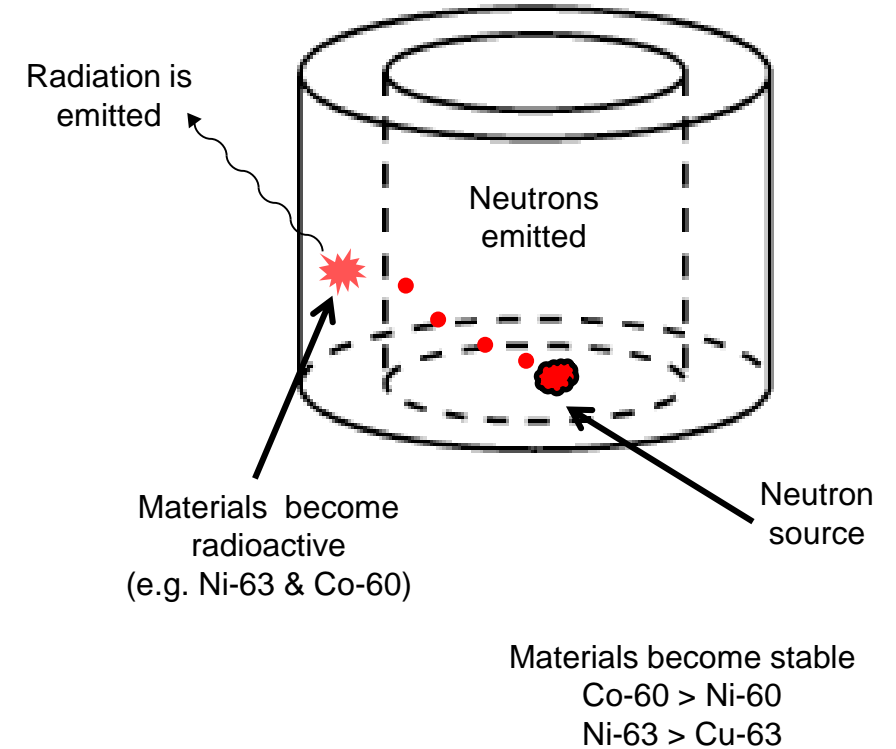 Radiation is
emitted
Neutrons
emitted
Materials become
radioactive
(e.g. Ni-63 & Co-60)
Neutron
source
Materials become stable
Co-60 > Ni-60
Ni-63 > Cu-63